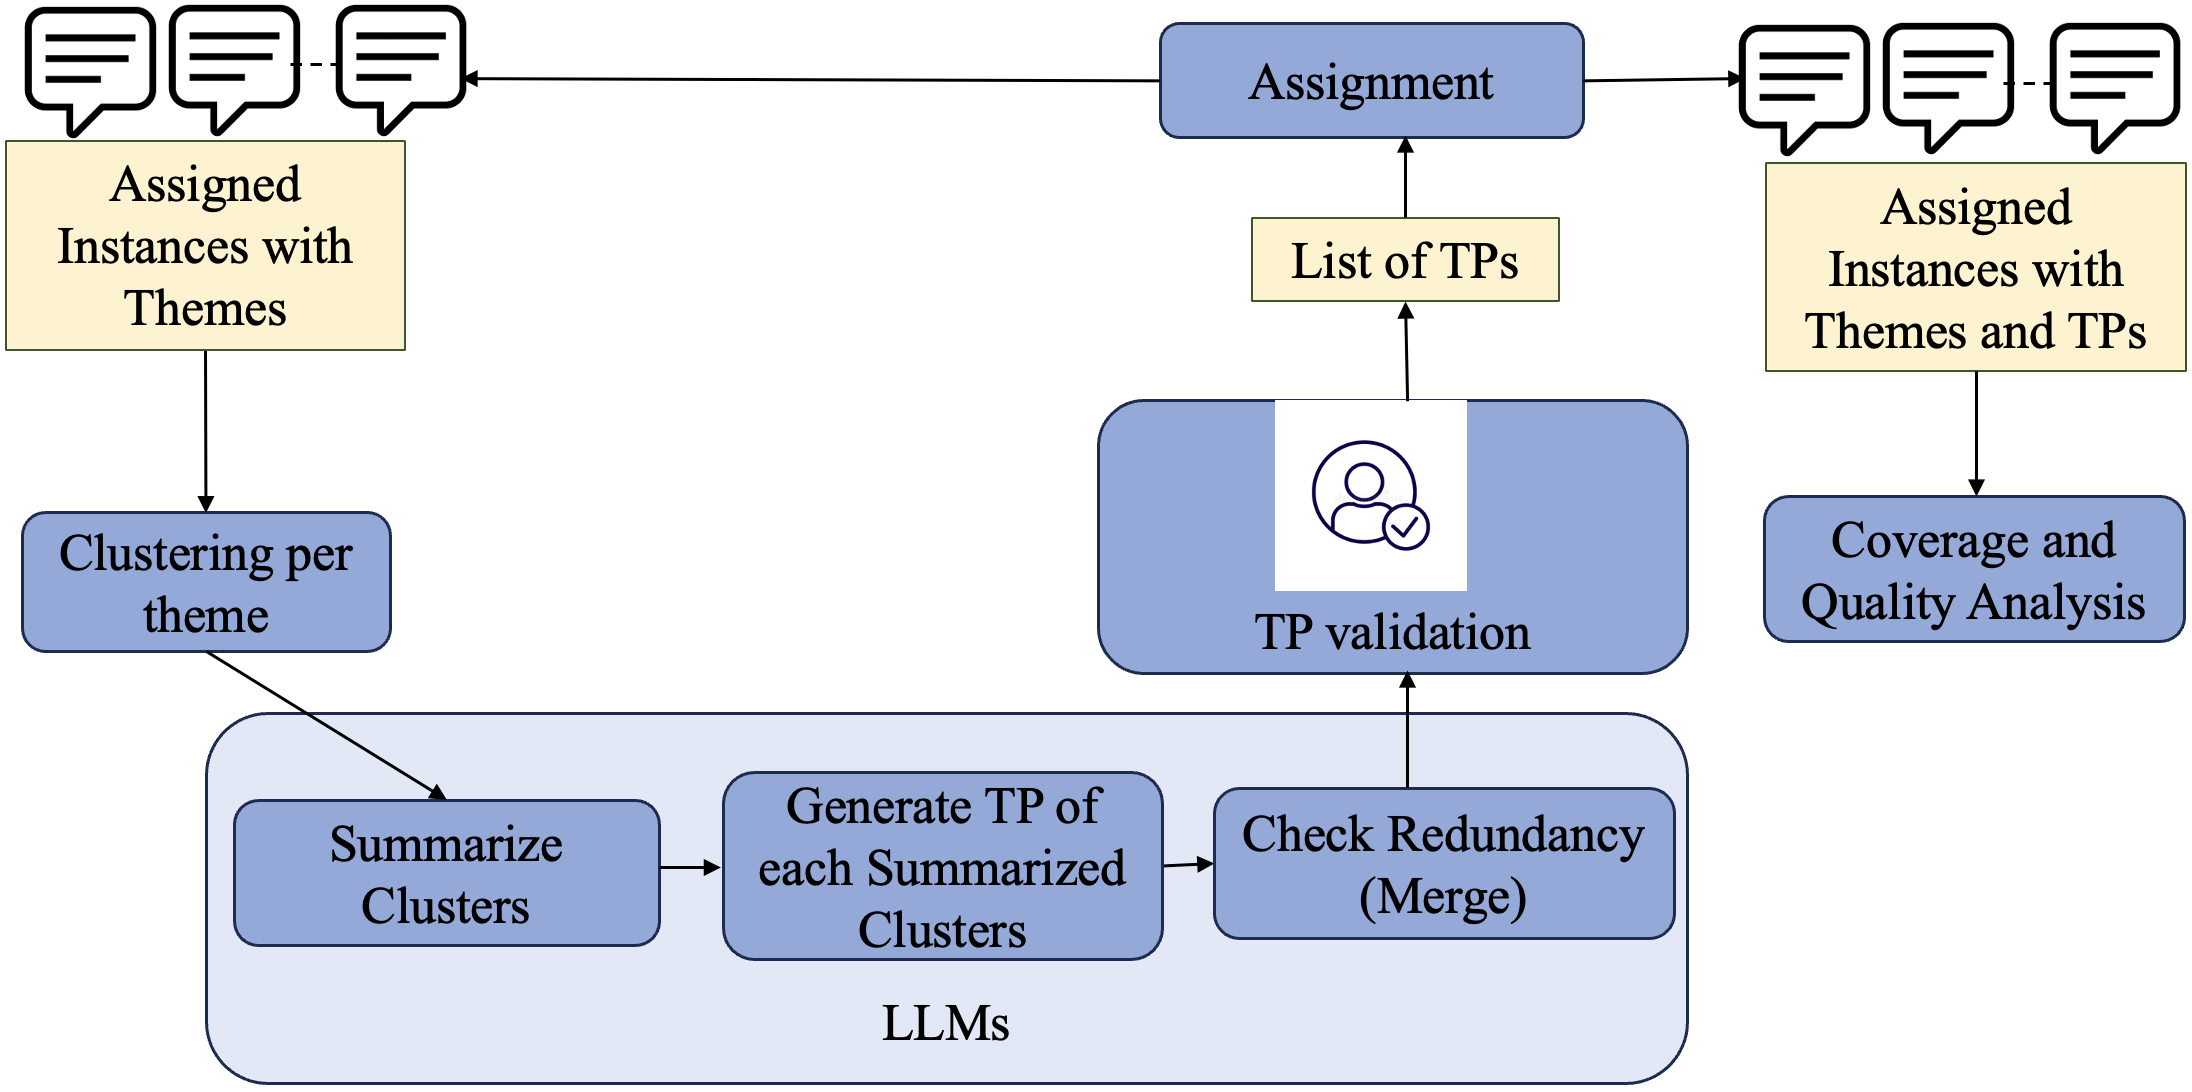 Assigned
Instances with
Themes
Clustering per
theme
Summarize
Clusters
Generate TP of
each Summarized
Clusters
Check Redundancy
(Merge)
LLMs
TP validation
List of TPs
Assignment
Assigned
Instances with
Themes and TPs
Coverage and
Quality Analysis